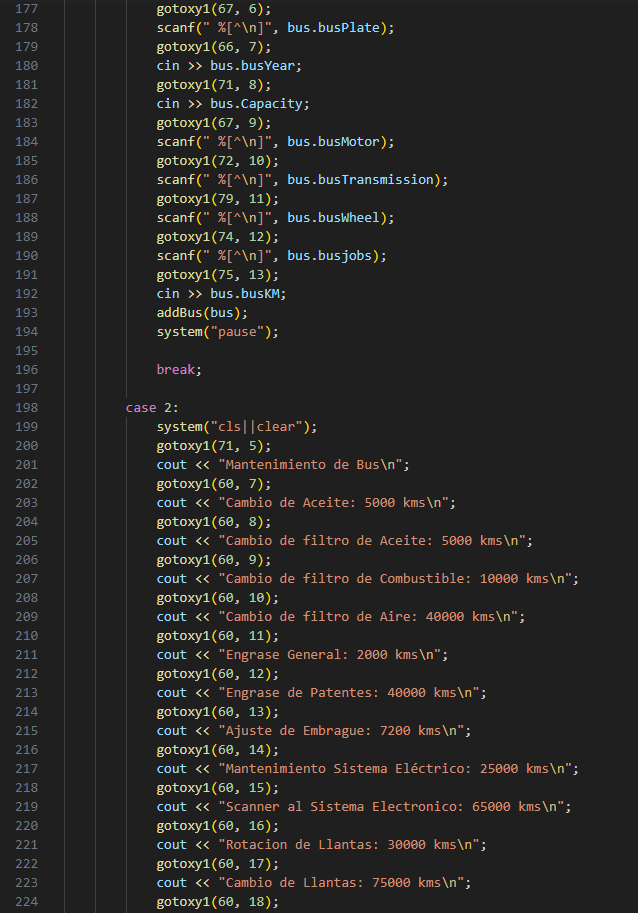 177 gotoxy1(67, 6);
178 scanf(" %[^\n]", bus.busPlate);
179 gotoxy1(66, 7);
180 cin >> bus.busYear;
181 gotoxy1(71, 8);
182 cin >> bus.Capacity;
183 gotoxy1(67, 9);
184 scanf(" %[^\n]", bus.busMotor);
185 gotoxy1(72, 10);
186 scanf(" %[^\n]", bus.busTransmission);
187 gotoxy1(79, 11);
188 scanf(" %[^\n]", bus.busWheel);
189 gotoxy1(74, 12);
190 scanf(" %[^\n]", bus.busjobs);
191 gotoxy1(75, 13);
192 cin >> bus.busKM;
193 addBus(bus);
194 system("pause");
195
196 break;
197
198 case 2:
199 system("cls||clear");
200 gotoxy1(71, 5);
201 cout << "Mantenimiento de Bus\n";
202 gotoxy1(60, 7);
203 cout << "Cambio de Aceite: 5000 kms\n";
204 gotoxy1(60, 8);
205 cout << "Cambio de filtro de Aceite: 5000 kms\n";
206 gotoxy1(60, 9);
207 cout << "Cambio de filtro de Combustible: 10000 kms\n";
208 gotoxy1(60, 10);
209 cout << "Cambio de filtro de Aire: 40000 kms\n";
210 gotoxy1(60, 11);
211 cout << "Engrase General: 2000 kms\n";
212 gotoxy1(60, 12);
213 cout << "Engrase de Patentes: 40000 kms\n";
214 gotoxy1(60, 13);
215 cout << "Ajuste de Embrague: 7200 kms\n";
216 gotoxy1(60, 14);
217 cout << "Mantenimiento Sistema Eléctrico: 25000 kms\n";
218 gotoxy1(60, 15);
219 cout << "Scanner al Sistema Electronico: 65000 kms\n";
220 gotoxy1(60, 16);
221 cout << "Rotacion de Llantas: 30000 kms\n";
222 gotoxy1(60, 17);
223 cout << "Cambio de Llantas: 75000 kms\n";
224 gotoxy1(60, 18);